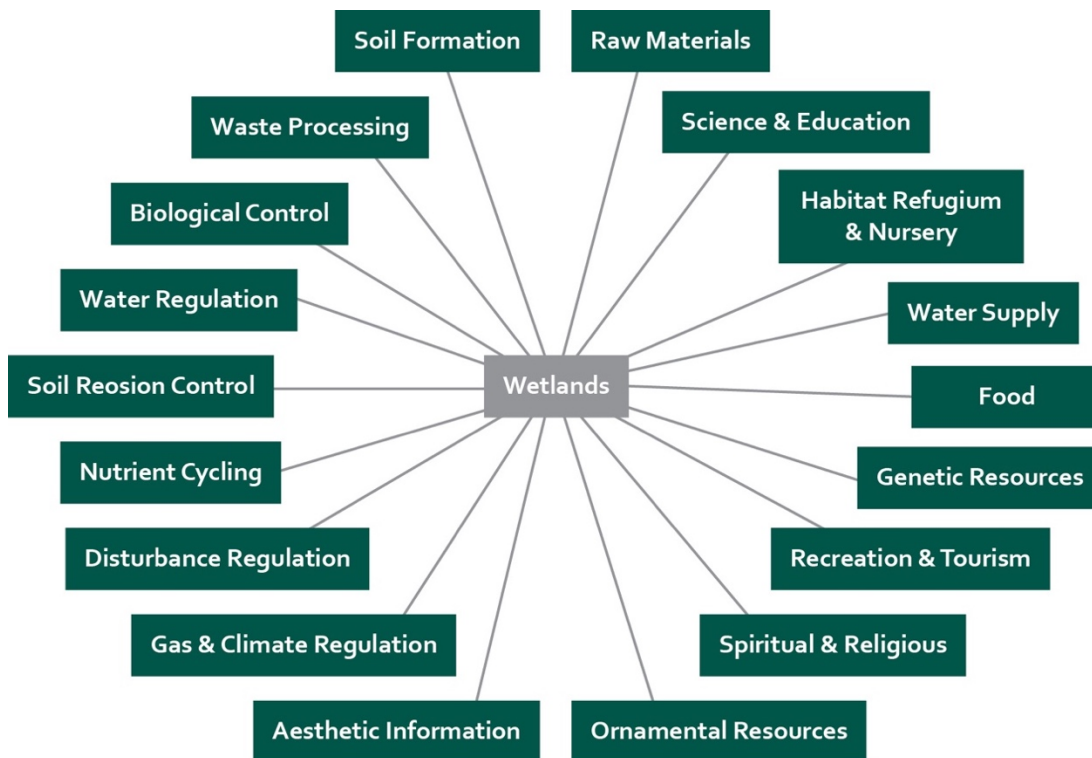 Soil Formation
Raw Materials
Waste Processing
Science & Education
Biological Control
Habitat Refugium
& Nursery
Water Regulation
Water Supply
Soil Reosion Control
Wetlands
Food
Nutrient Cycling
Genetic Resources
Disturbance Regulation
Recreation & Tourism
Gas & Climate Regulation
Spiritual & Religious
Aesthetic Information
Ornamental Resources